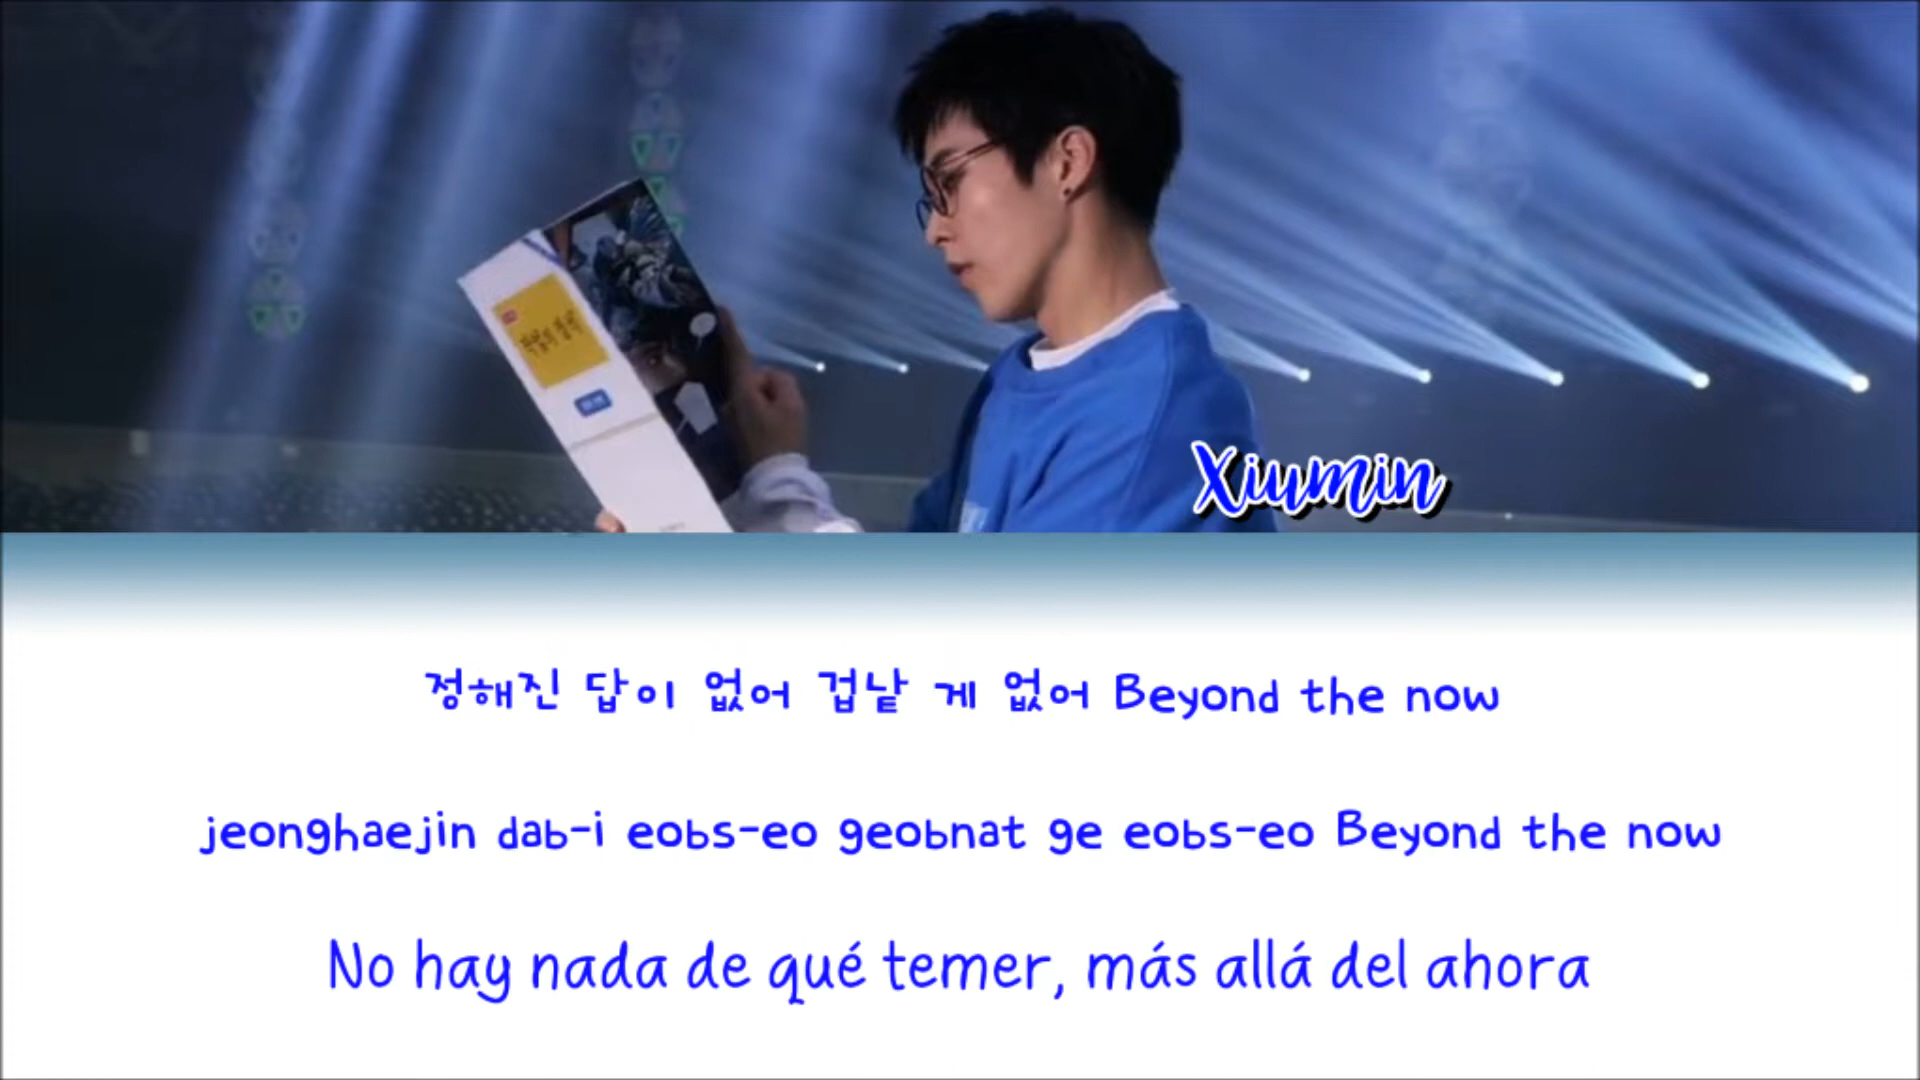 Xiumin
정해진 답이 없어 겁낱 게 없어 Beyond the now
jeonghaejin dab-i eobs-eo geobnat ge eobs-eo Beyond the now
No hay nada de qué temer, más allá del ahora